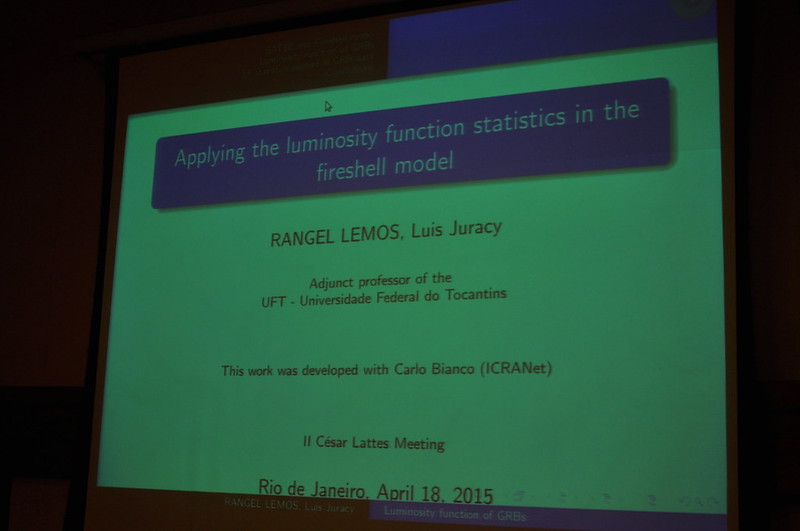 Applying the luminosity function statistics in the
fireshell model
RANGEL LEMOS, Luis Juracy
Adjunct professor of the
UFT - Universidade Federal do Tocantins
This work was developed with Carlo Bianco (ICRANet)
II César Lattes Meeting
Rio de Janeiro, April 18, 2015
RANGEL LEMOS, Luis Juracy
Luminosity function of GRBs